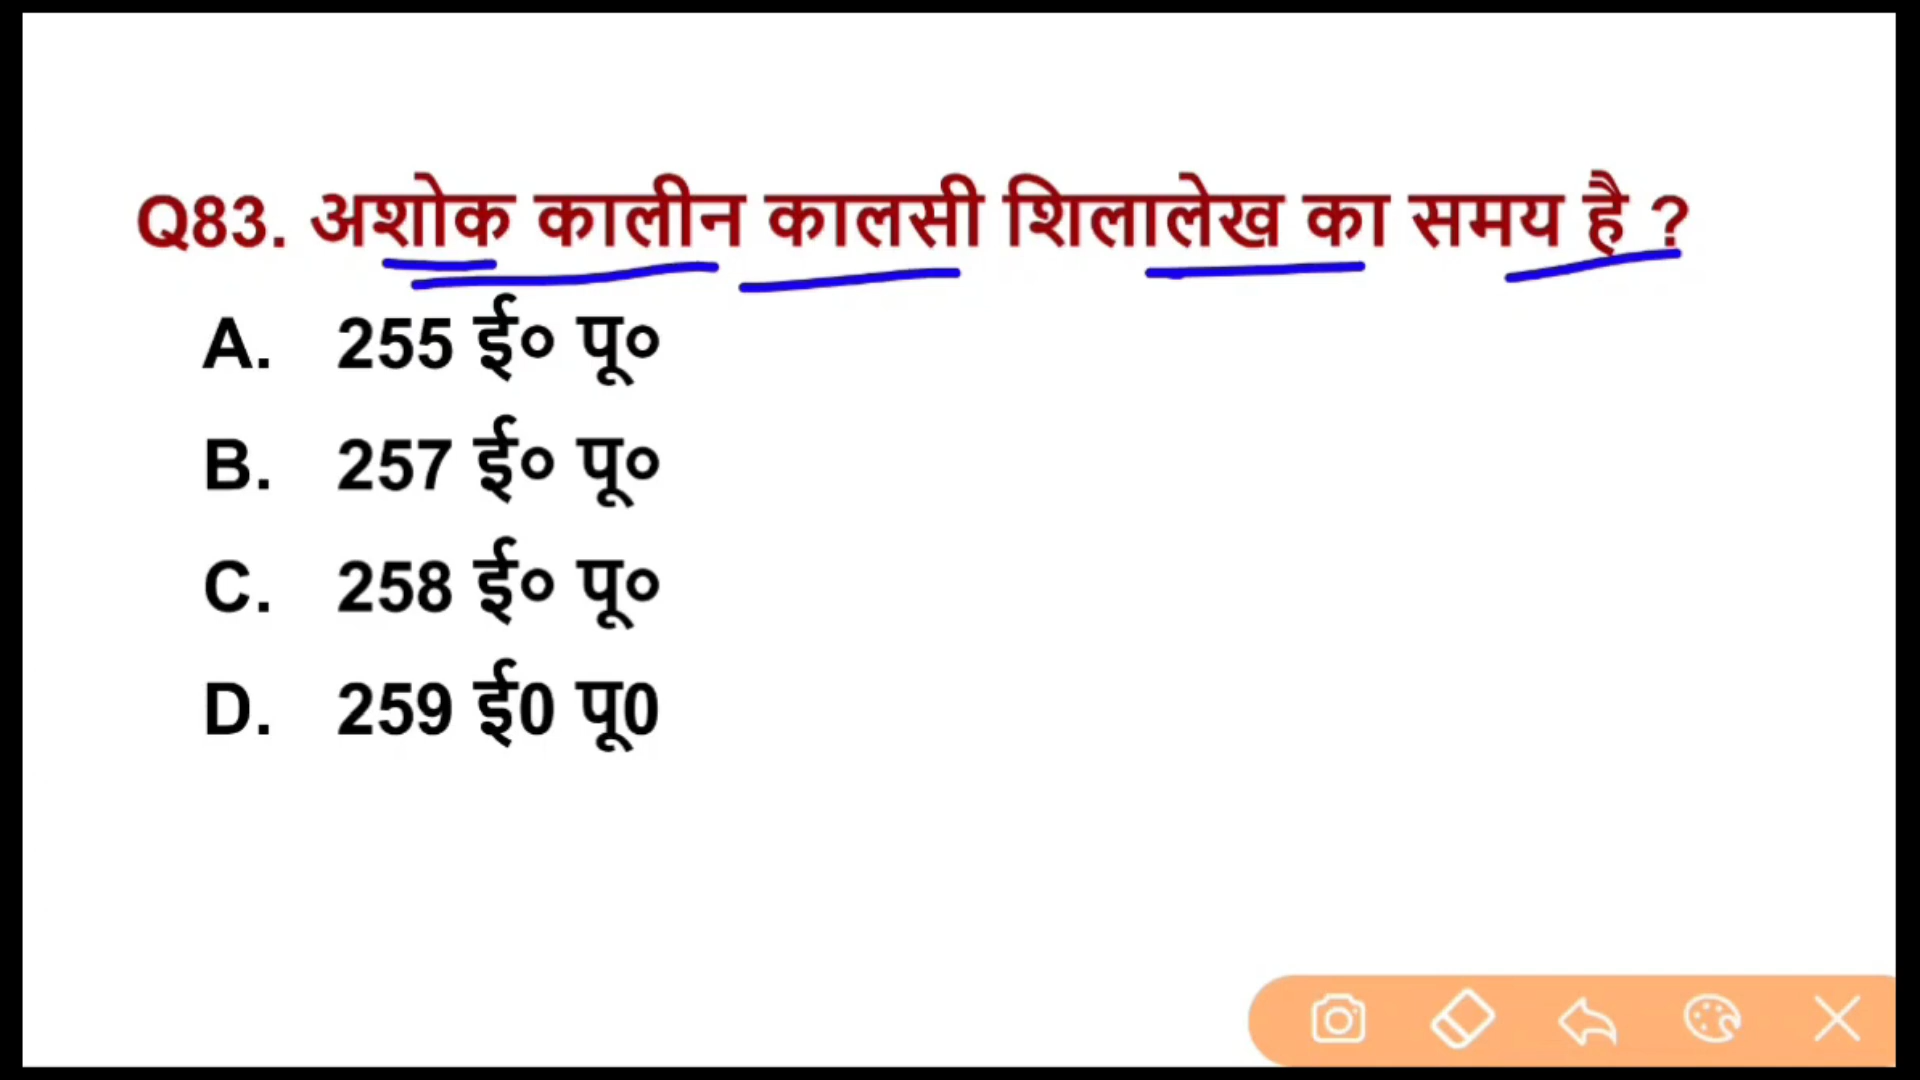 Q83. अशोक कालीन कालसी शिलालेख का समय है ?
A. 255 ई० पू०
B. 257 ई० पू०
C. 258 ई० पू०
D. 259 ई0 पू0